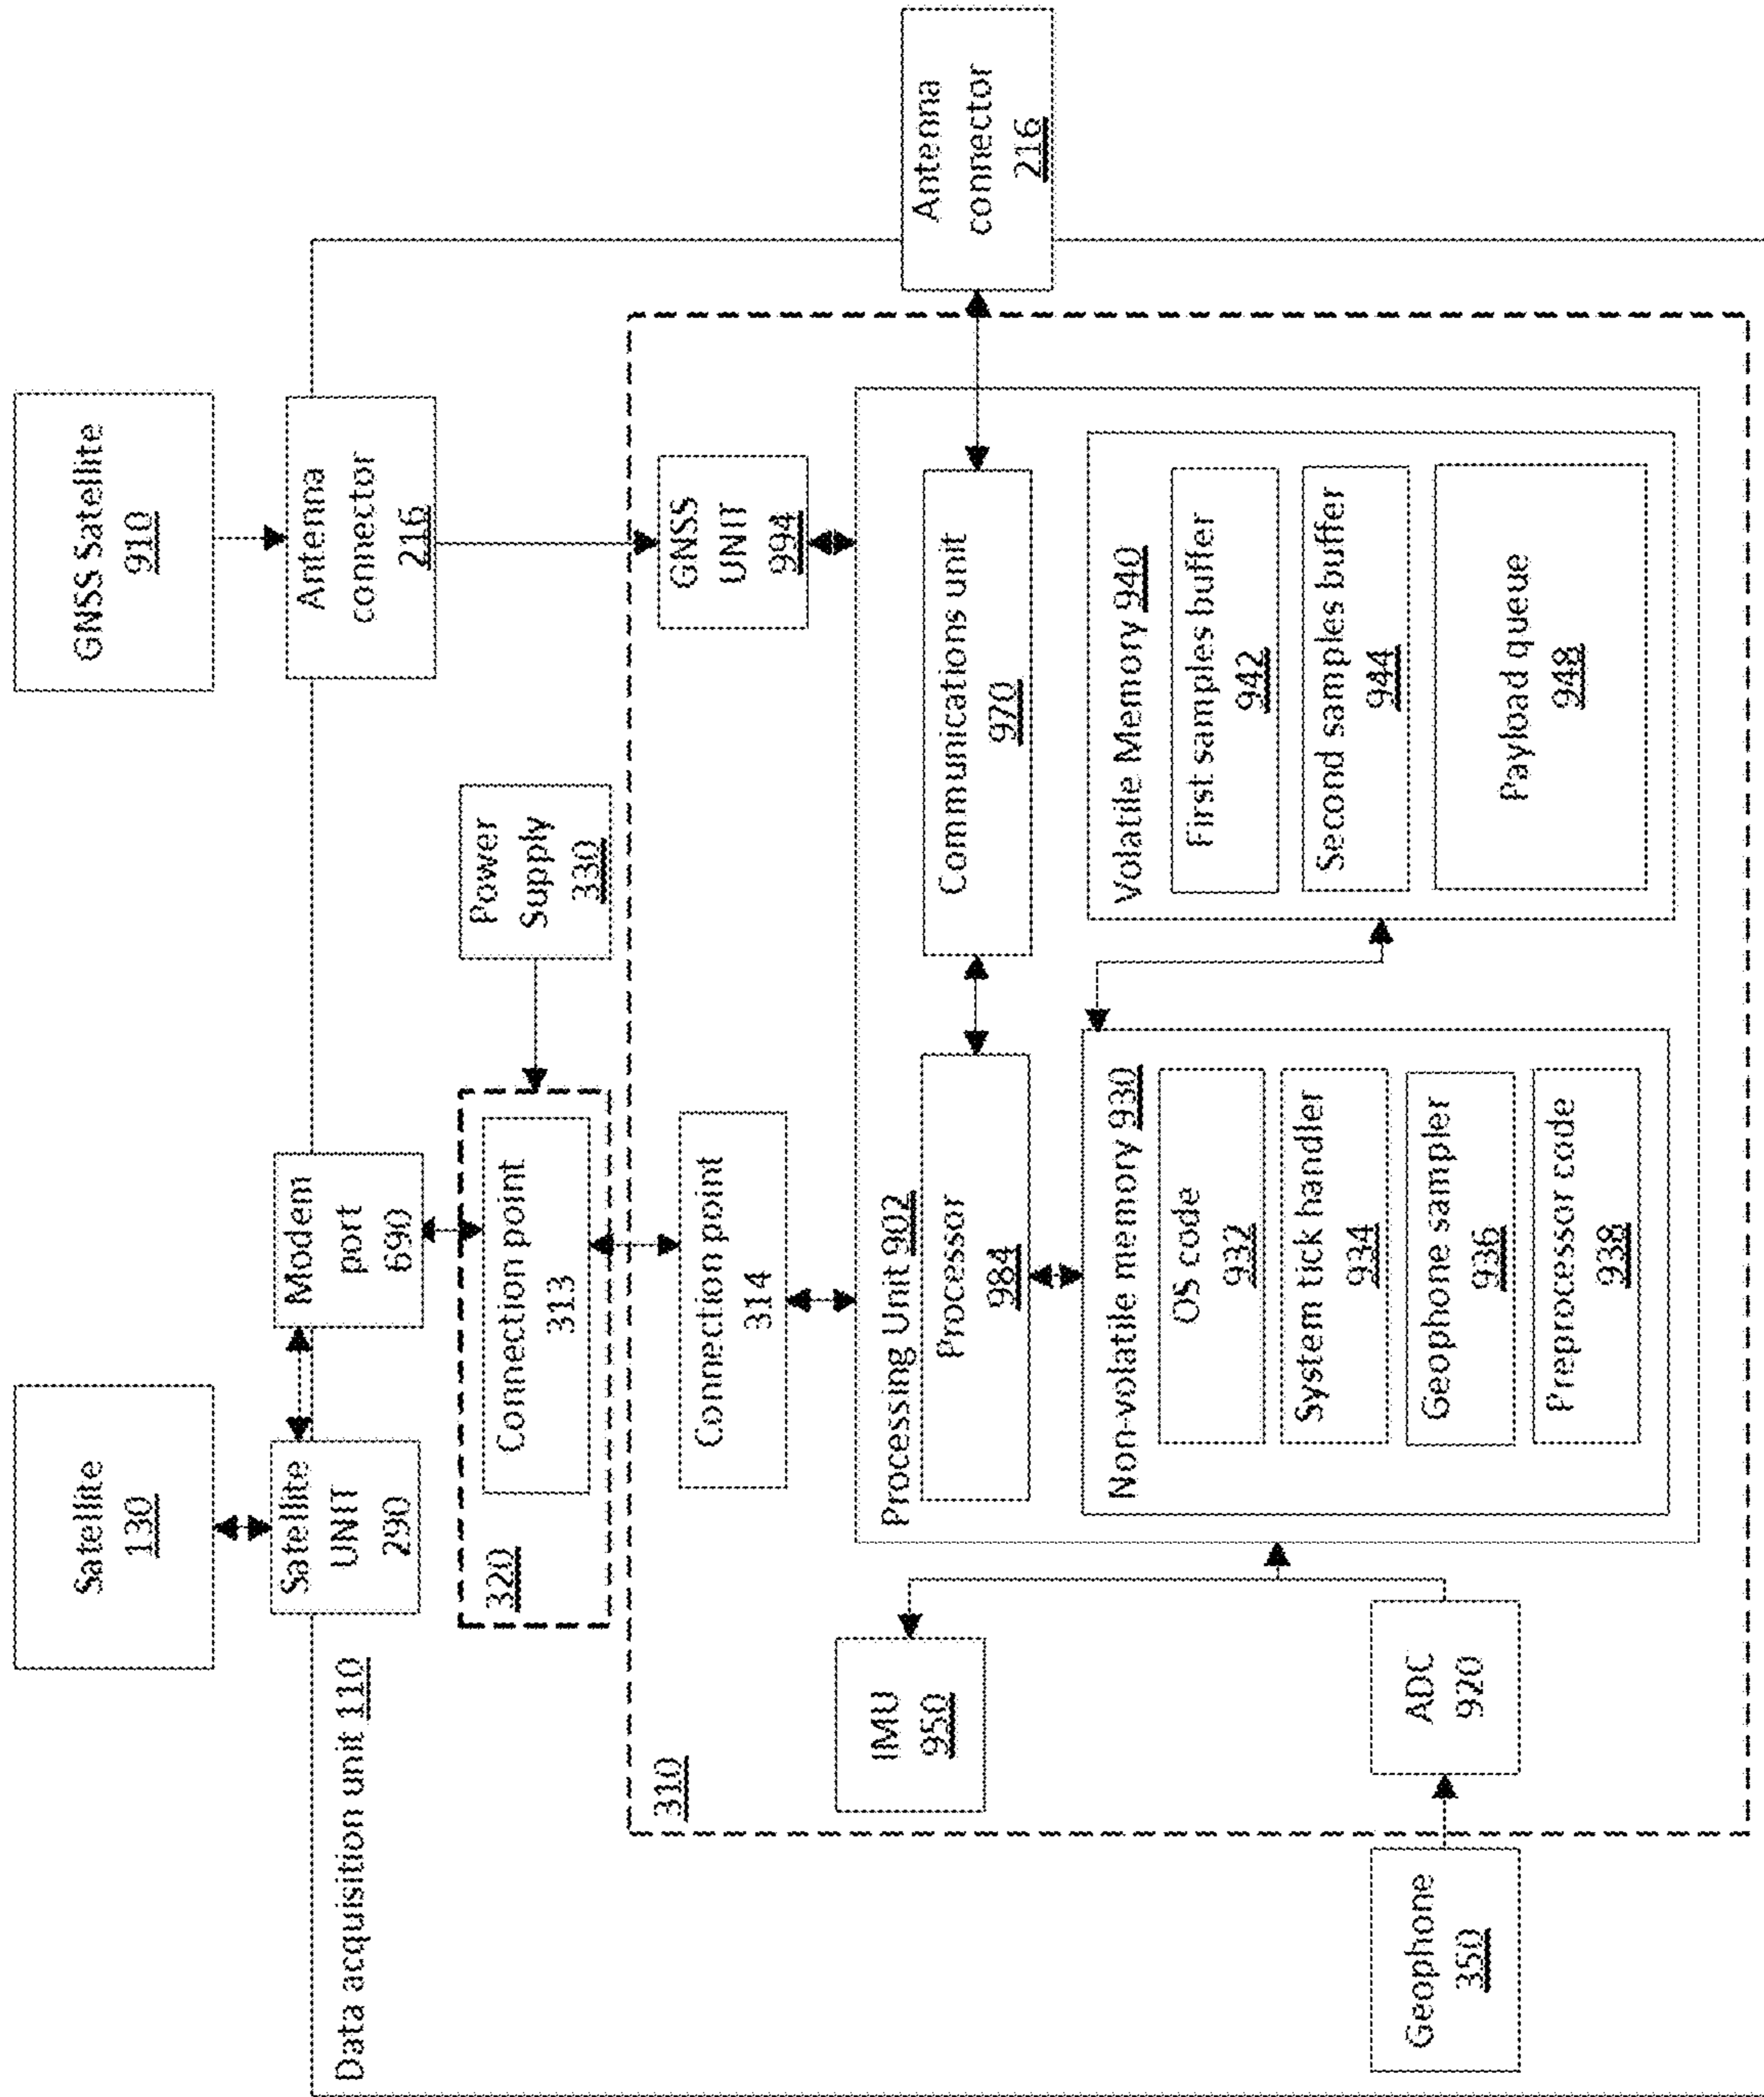 Satellite
130
GNSS Satellite
910
Satellite
UNIT
290
Modem
port
690
Antenna
connector
216
Data acquisition unit 110
320
Connection point
313
Power
Supply
330
310
Connection point
314
GNSS
UNIT
994
IMU
950
Processing Unit 902
Processor
984
Communications unit
970
Antenna
connector
216
Non-volatile memory 930
OS code
932
System tick handler
934
Geophone sampler
936
Preprocessor code
938
Volatile Memory 940
First samples buffer
942
Second samples buffer
944
Payload queue
948
Geophone
350
ADC
920